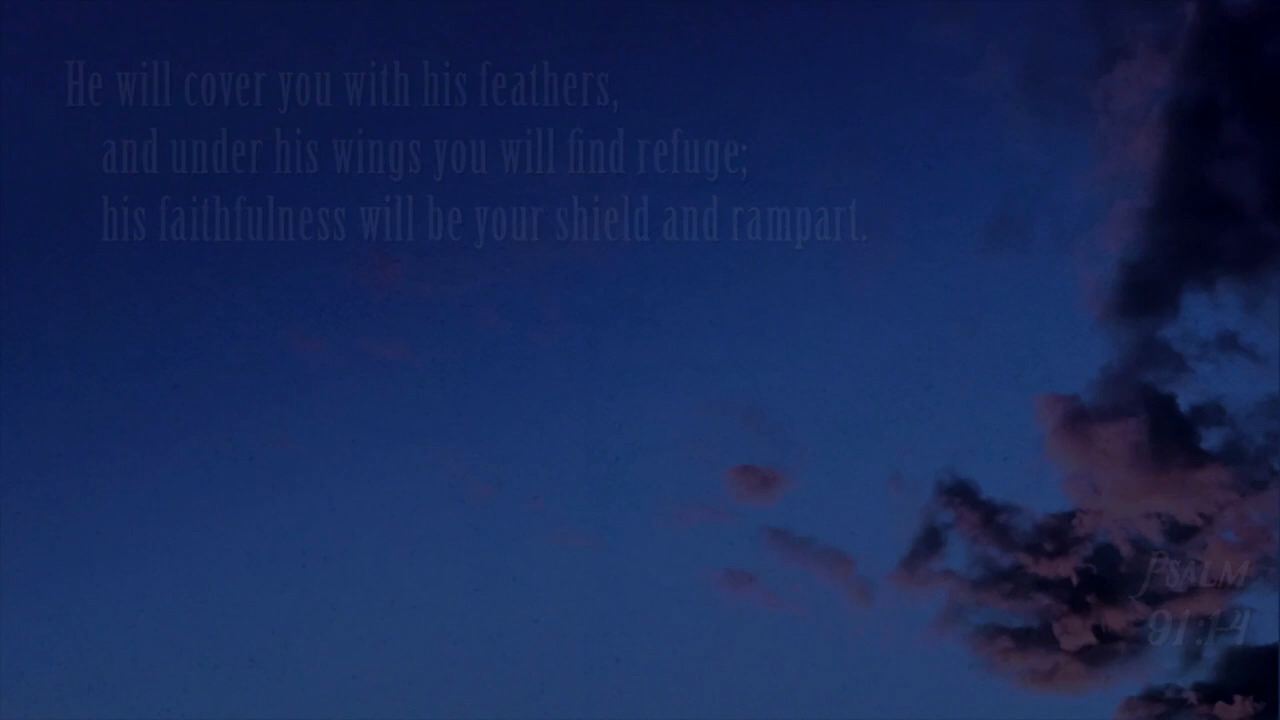 He will cover you with his feathers,
and under his wings you will find refuge;
his faithfulness will be your shield and rampart.
Psalm
91:14